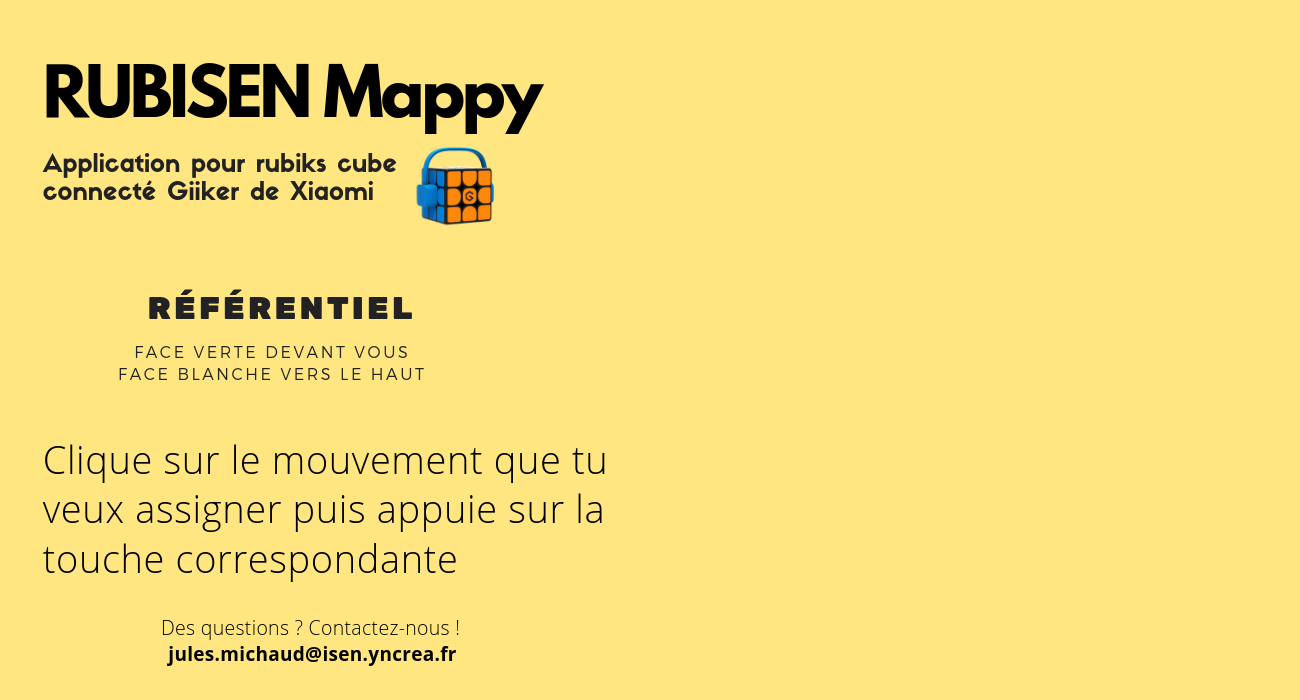 RUBISEN Mappy
Application pour rubiks cube
connecté Giiker de Xiaomi
RÉFÉRENTIEL
FACE VERTE DEVANT VOUS
FACE BLANCHE VERS LE HAUT
Clique sur le mouvement que tu
veux assigner puis appuie sur la
touche correspondante
Des questions ? Contactez-nous !
jules.michaud@isen.yncrea.fr